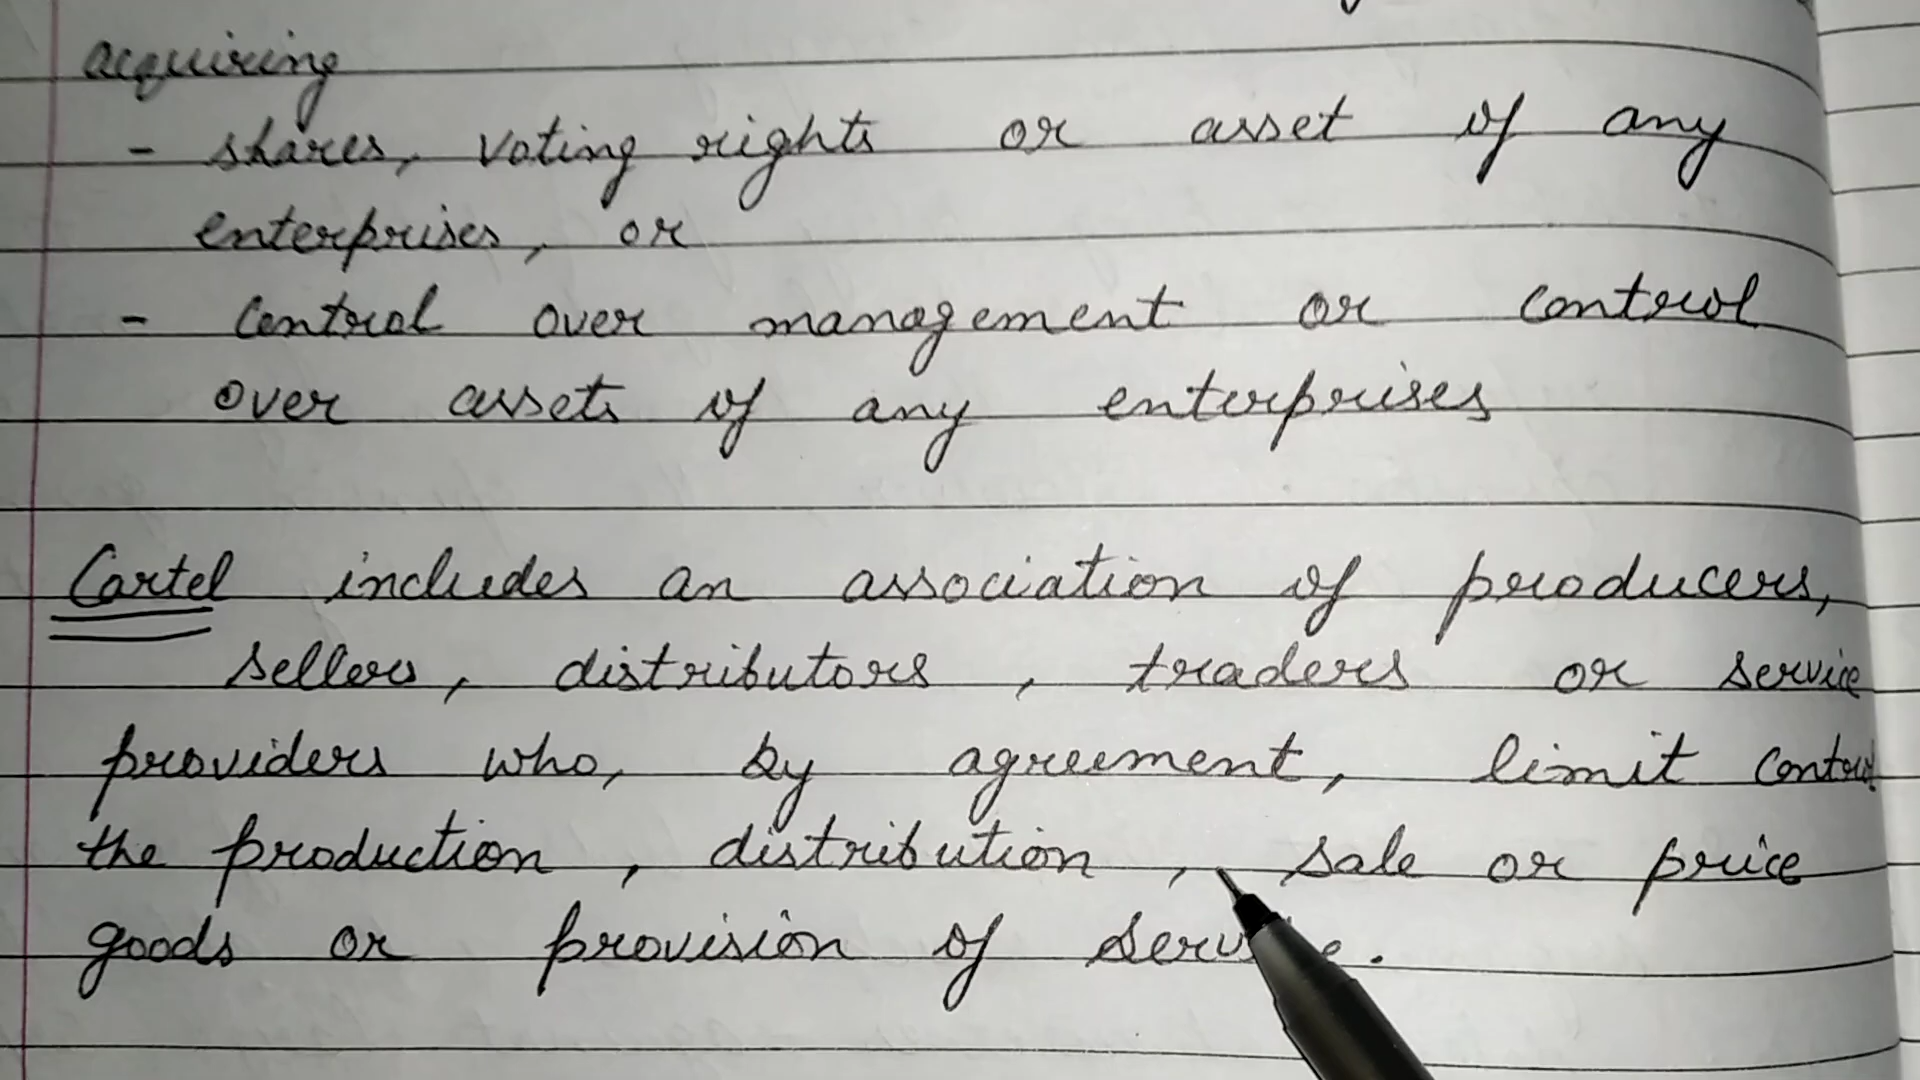 acquiring
- shares, voting rights or asset of any
enterprises, or
- Control over management or control
over assets of any enterprises
Cartel includes an association of producers,
sellers, distributors, traders or service
providers who, by agreement, limit control
the production, distribution, sale or price
goods or provision of